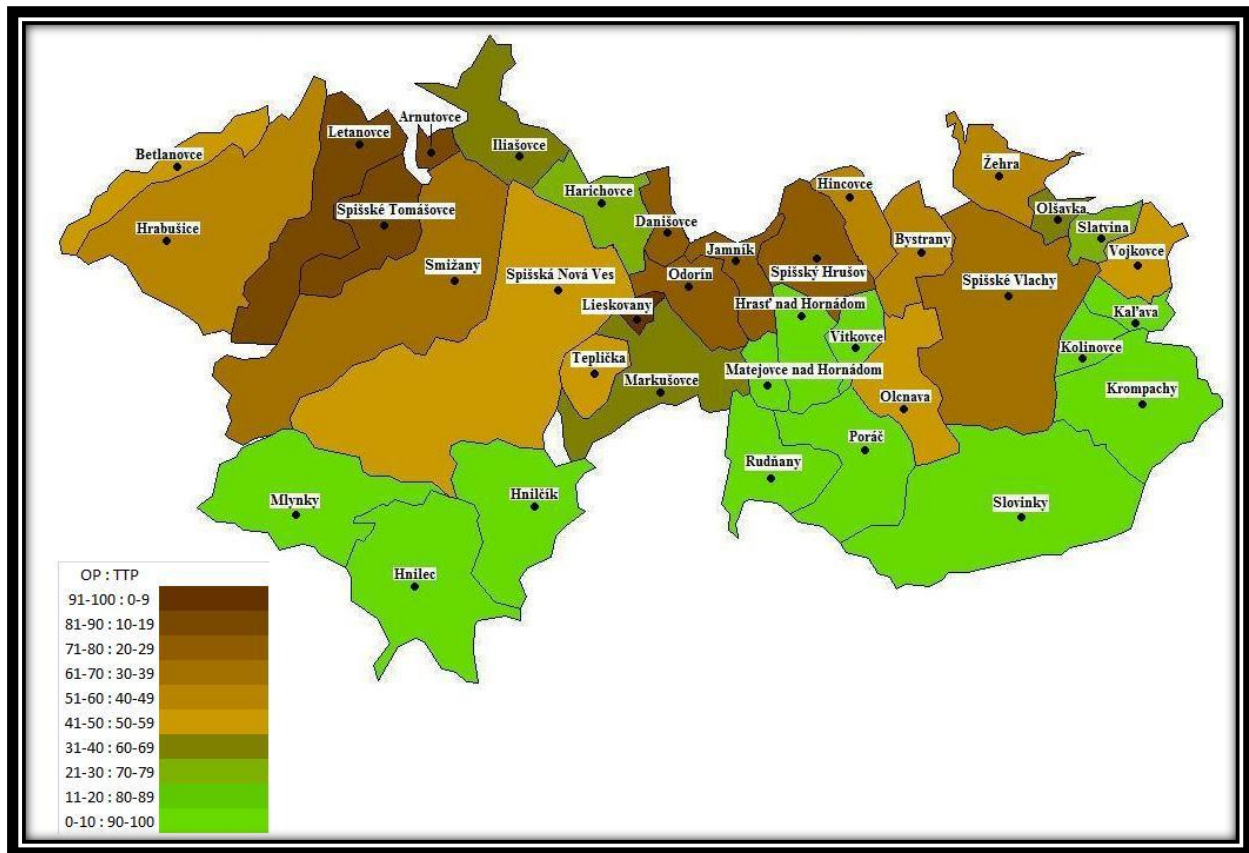 Arnutovce
Letanovce
Iliašovce
Betlanovce
Žehra
Hincovce
Harichovce
Spišské Tomášovce
Olšavka
Danišovce
Slatvina
Hrabušice
Bystrany
Jamník
Vojkovce
Smižany
Spišská Nová Ves
Odorín
Spišský Hrušov
Spišské Vlachy
Lieskovany
Hrasť nad Hornádom
Kaľava
Vitkovce
Kolinovce
Teplička
Matejovce nad Hornádom
Markušovce
Krompachy
Olcnava
Poráč
Rudňany
Mlynky
Hnilčík
Slovinky
Hnilec
OP : TTP
91-100 : 0-9
81-90 : 10-19
71-80 : 20-29
61-70 : 30-39
51-60 : 40-49
41-50 : 50-59
31-40 : 60-69
21-30 : 70-79
11-20 : 80-89
0-10 : 90-100